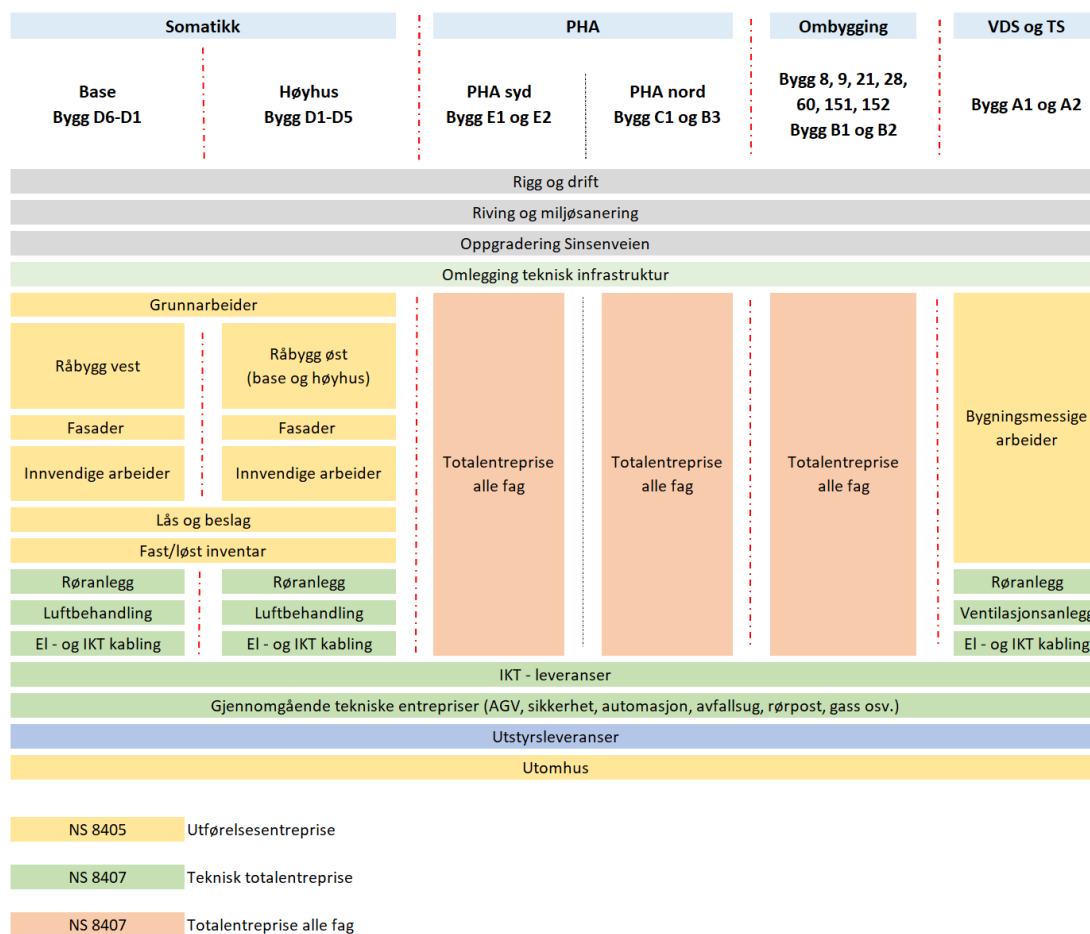 Somatikk
PHA
Ombygging
VDS og TS
Base
Bygg D6-D1
Høyhus
Bygg D1-D5
PHA syd
Bygg E1 og E2
PHA nord
Bygg C1 og B3
Bygg 8, 9, 21, 28,
60, 151, 152
Bygg B1 og B2
Bygg A1 og A2
Rigg og drift
Riving og miljøsanering
Oppgradering Sinsenveien
Omlegging teknisk infrastruktur
Grunnarbeider
Råbygg vest
Råbygg øst
(base og høyhus)
Fasader
Fasader
Innvendige arbeider
Innvendige arbeider
Lås og beslag
Fast/løst inventar
Røranlegg
Røranlegg
Luftbehandling
Luftbehandling
El - og IKT kabling
El - og IKT kabling
Totalentreprise
alle fag
Totalentreprise
alle fag
Totalentreprise
alle fag
Bygningsmessige
arbeider
Røranlegg
Ventilasjonsanlegg
El - og IKT kabling
IKT - leveranser
Gjennomgående tekniske entrepriser (AGV, sikkerhet, automasjon, avfallsug, rørpost, gass osv.)
Utstyrsleveranser
Utomhus
NS 8405 Utførelsesentreprise
NS 8407 Teknisk totalentreprise
NS 8407 Totalentreprise alle fag